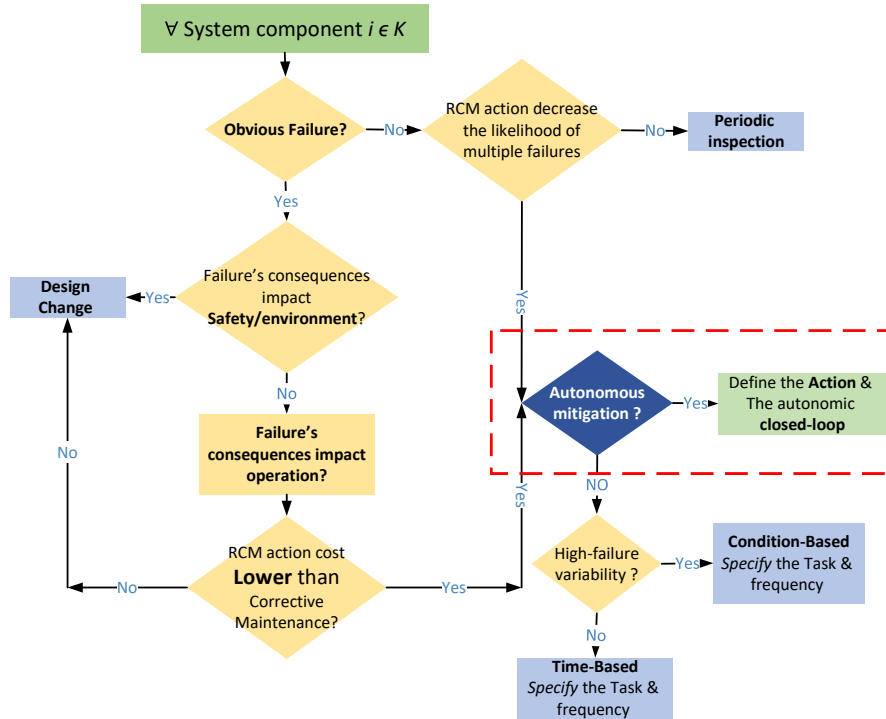 ∀ System component i ϵ K
Obvious Failure?
No
RCM action decrease
the likelihood of
multiple failures
No
Periodic
inspection
Yes
Failure's consequences
impact
Safety/environment?
Yes
Design
Change
Yes
No
Autonomous
mitigation ?
Yes
Define the Action &
The autonomic
closed-loop
Failure's
consequences impact
operation?
No
Yes
NO
RCM action cost
Lower than
Corrective
Maintenance?
No
Yes
High-failure
variability ?
Yes
Condition-Based
Specify the Task &
frequency
No
Time-Based
Specify the Task &
frequency